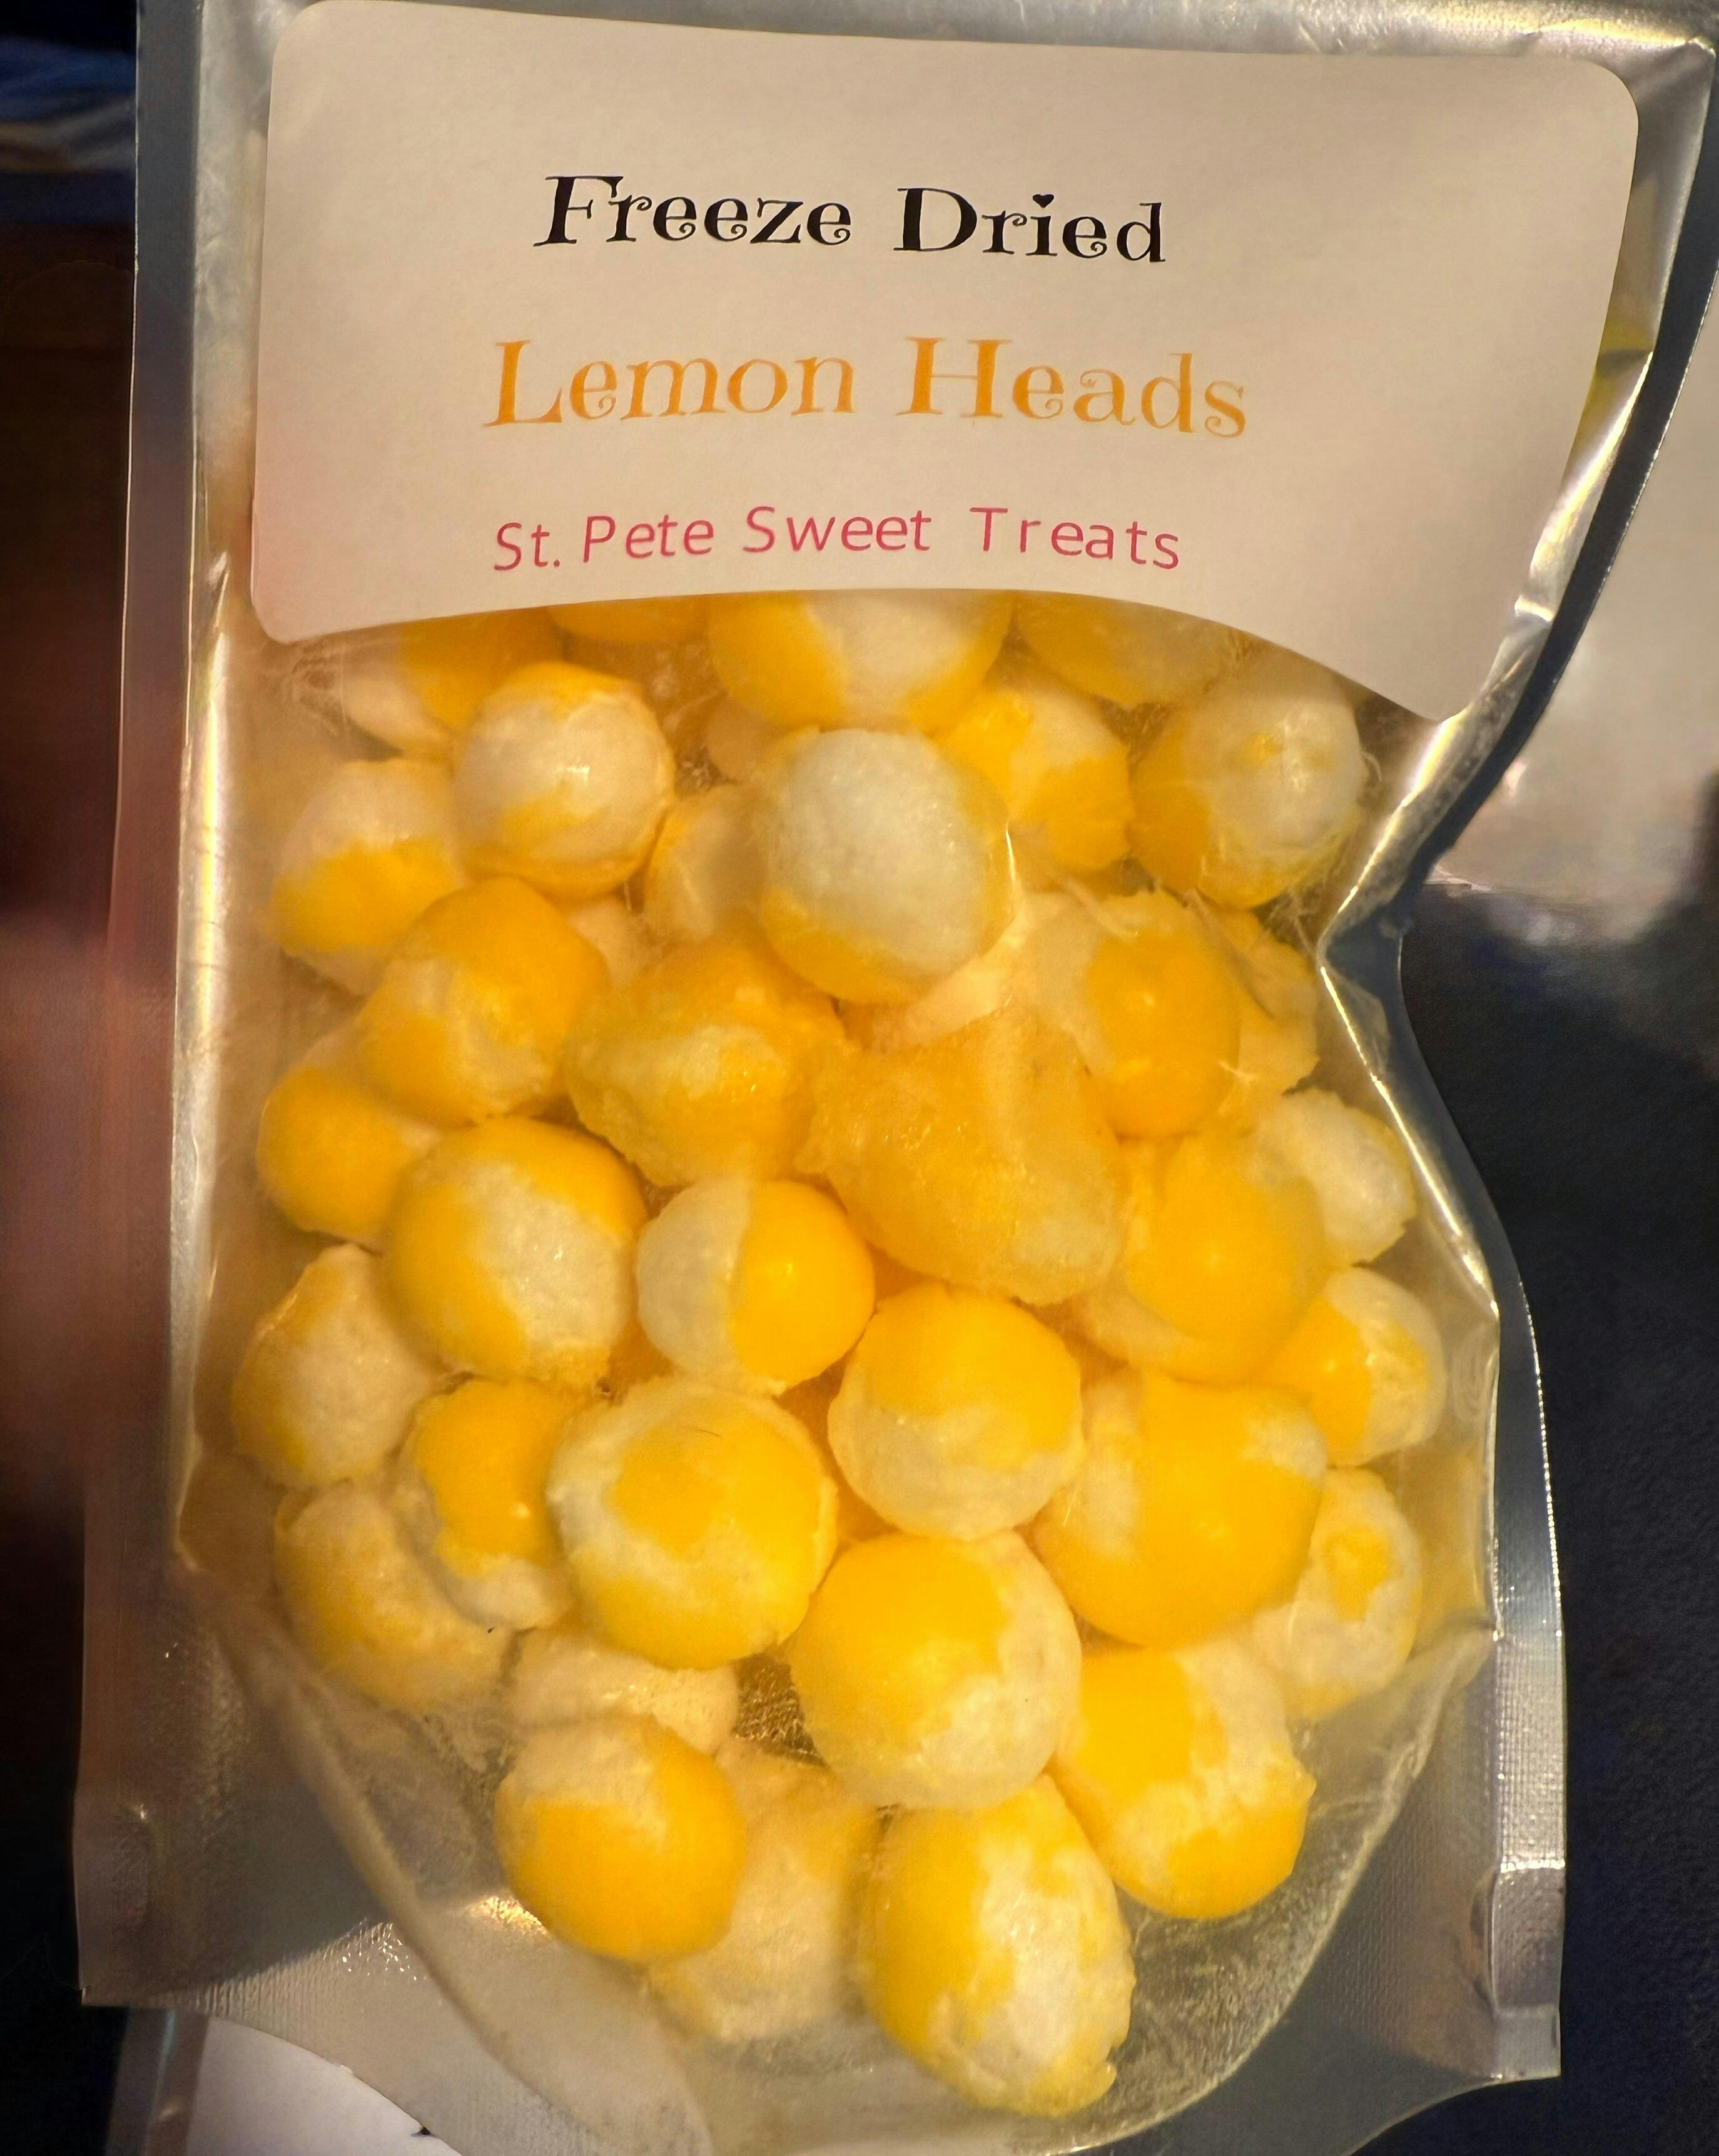 Freeze Dried
Lemon Heads
St. Pete Sweet Treats